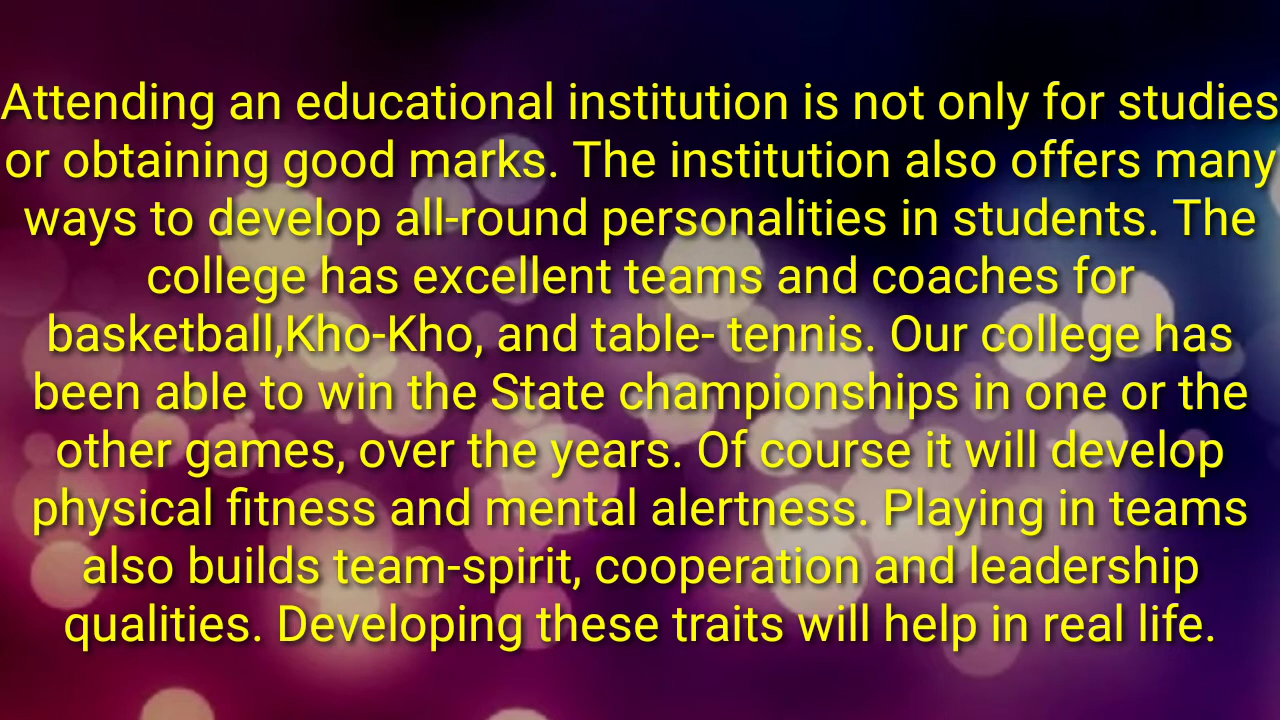 Attending an educational institution is not only for studies
or obtaining good marks. The institution also offers many
ways to develop all-round personalities in students. The
college has excellent teams and coaches for
basketball,Kho-Kho, and table- tennis. Our college has
been able to win the State championships in one or the
other games, over the years. Of course it will develop
physical fitness and mental alertness. Playing in teams
also builds team-spirit, cooperation and leadership
qualities. Developing these traits will help in real life.